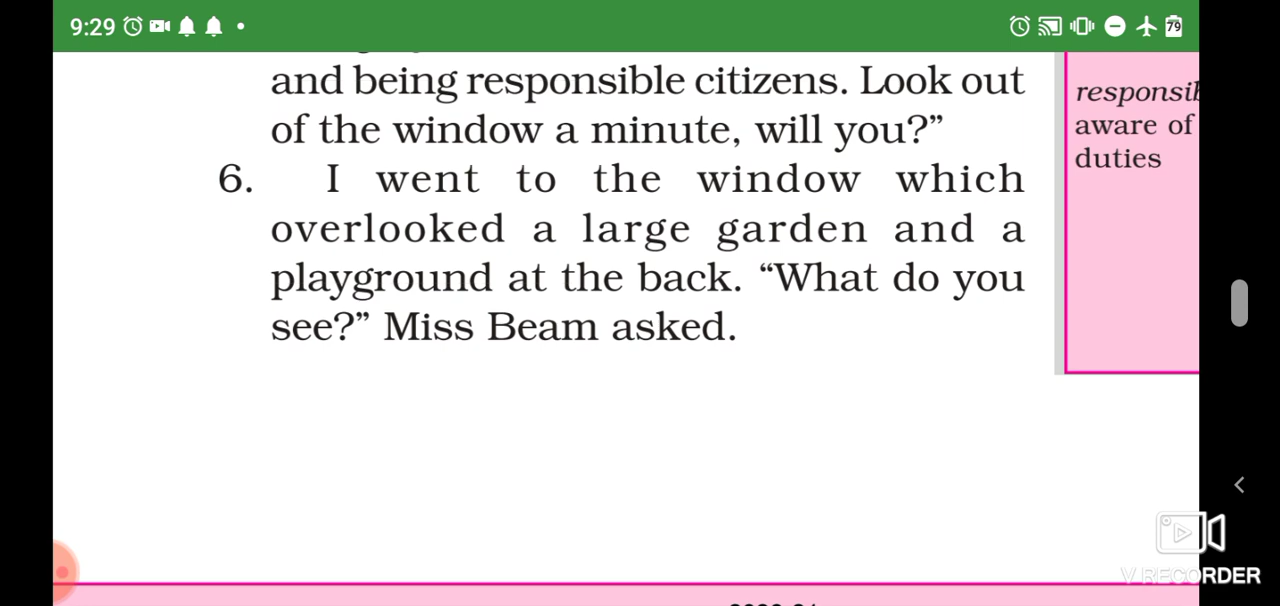 9:29
79
and being responsible citizens. Look out
of the window a minute, will you?”
6. I went to the window which
overlooked a large garden and a
playground at the back. “What do you
see?” Miss Beam asked.
aware of
duties
V RECORDER